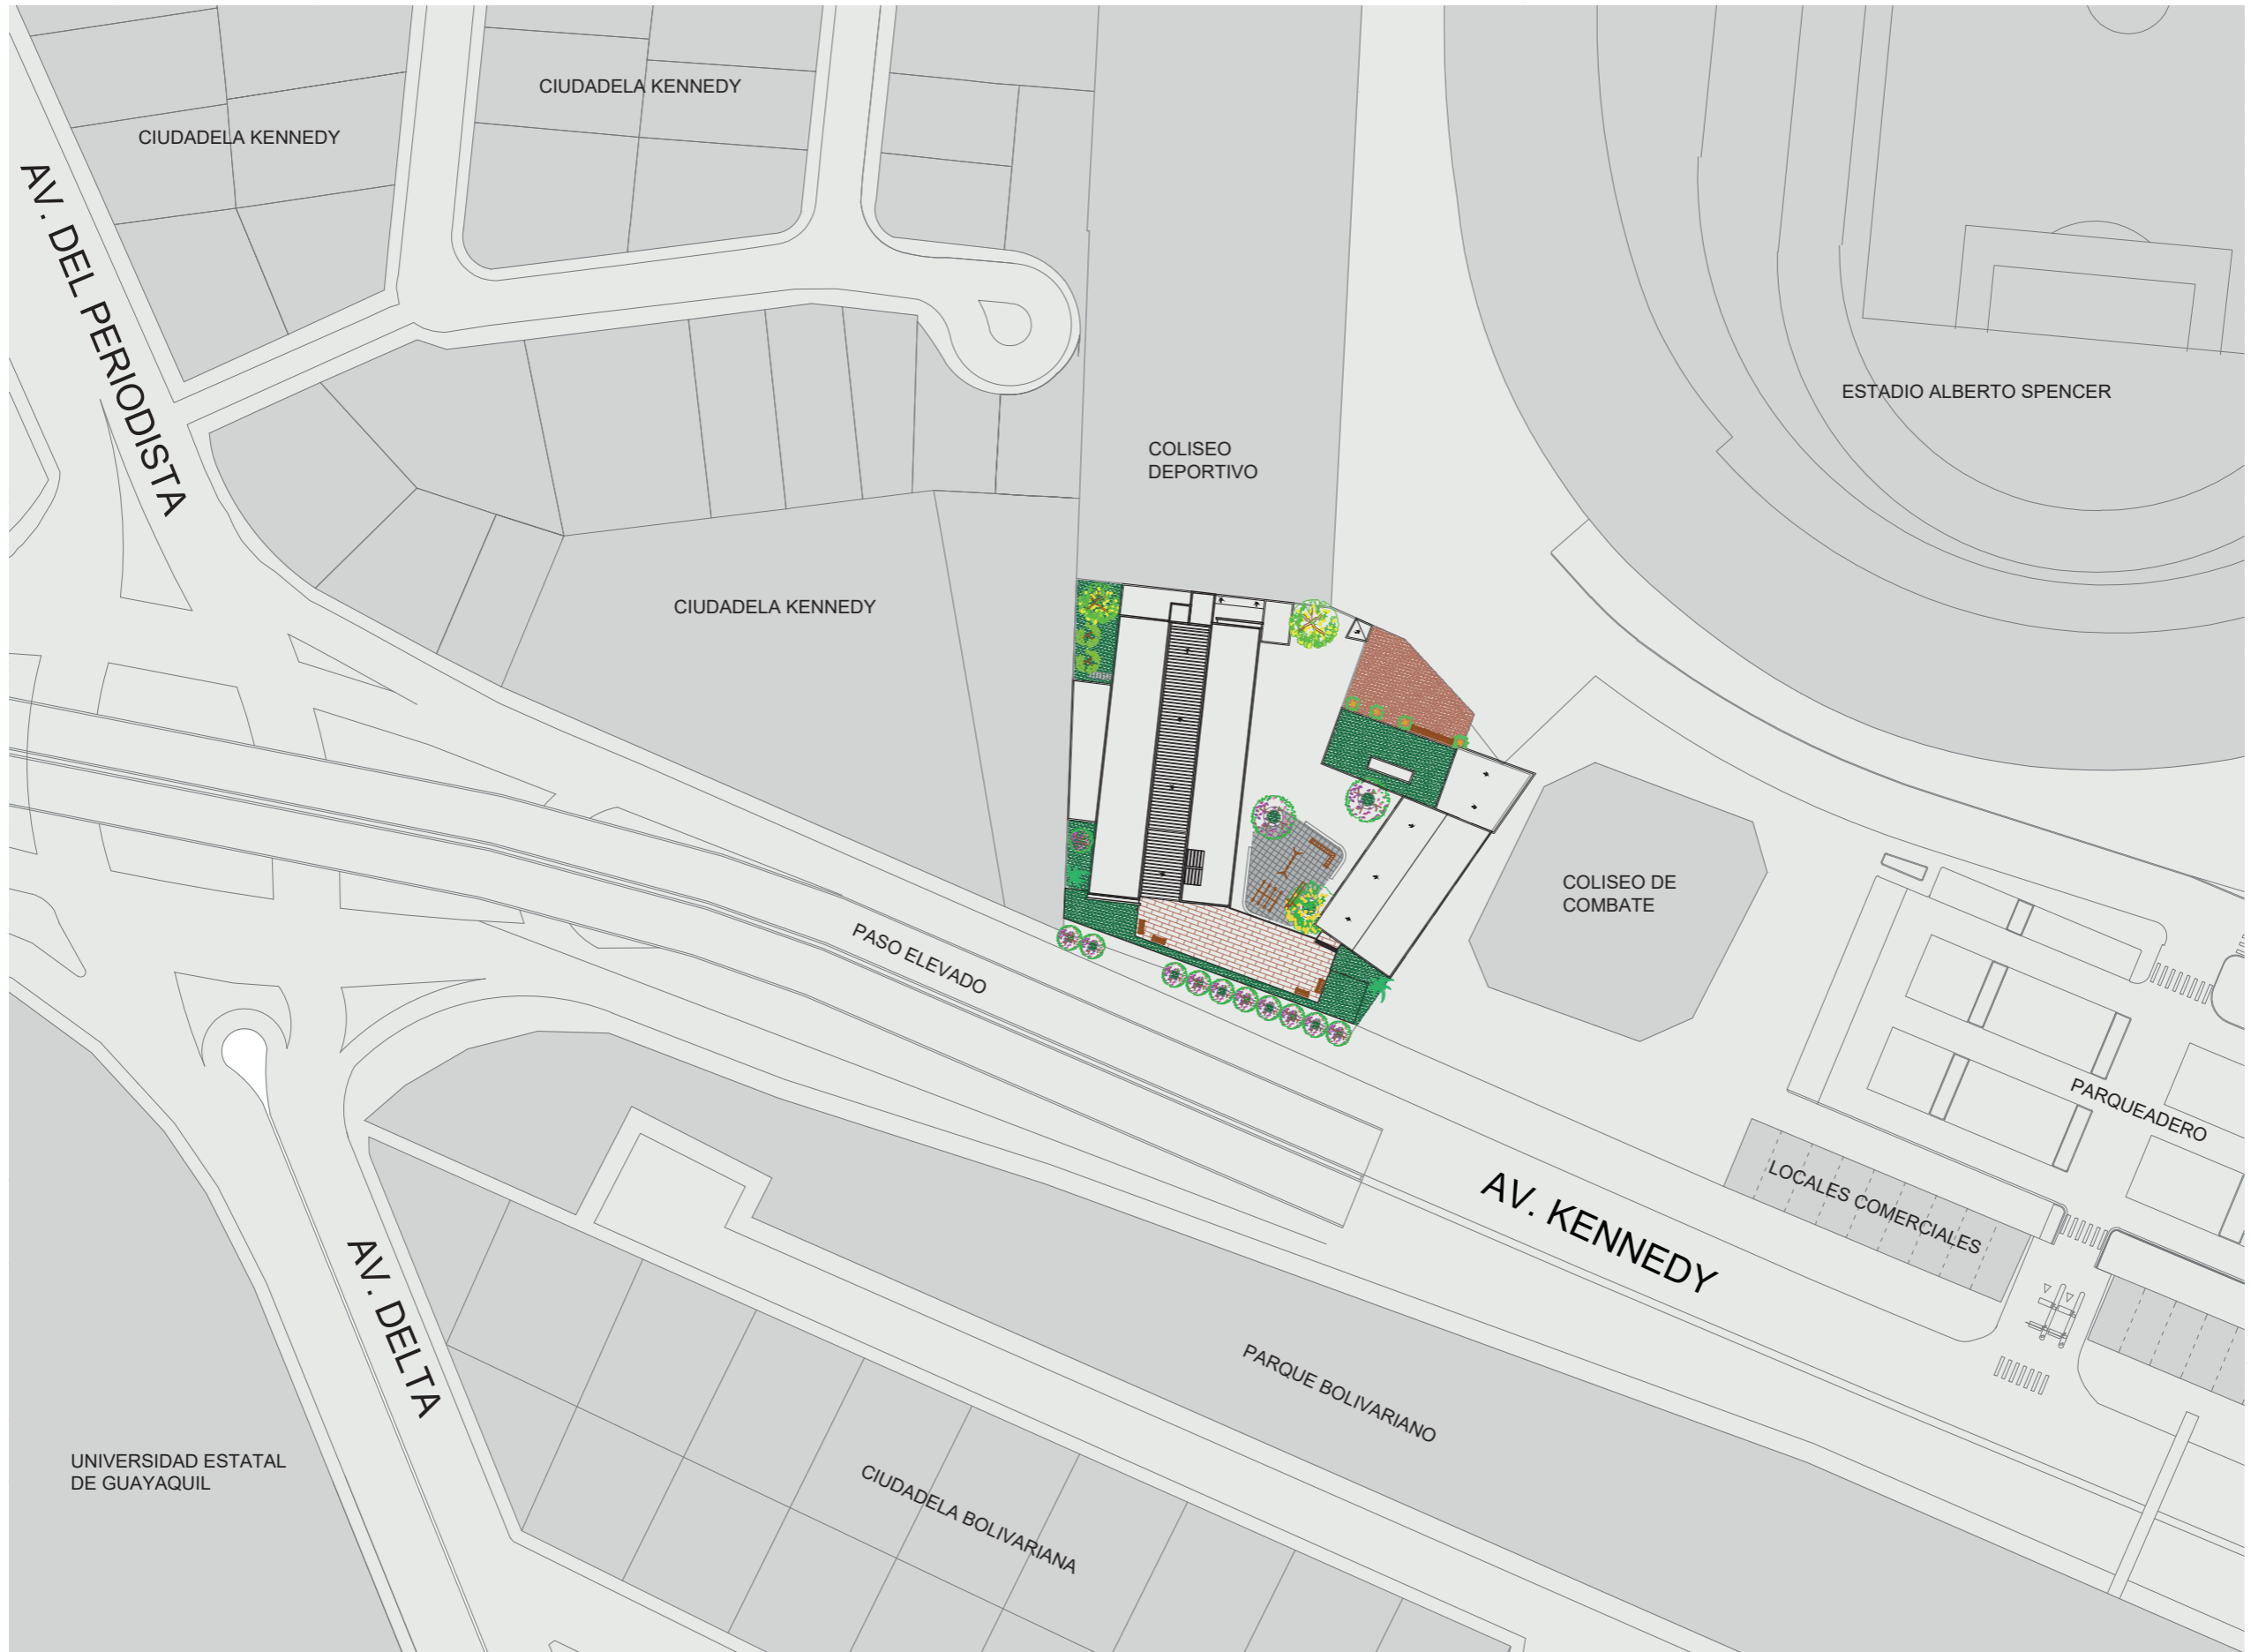 CIUDADELA KENNEDY
CIUDADELA KENNEDY
AV. DEL PERIODISTA
ESTADIO ALBERTO SPENCER
COLISEO
DEPORTIVO
CIUDADELA KENNEDY
COLISEO DE
COMBATE
PASO ELEVADO
PARQUEADERO
LOCALES COMERCIALES
AV. KENNEDY
AV. DELTA
PARQUE BOLIVARIANO
UNIVERSIDAD ESTATAL
DE GUAYAQUIL
CIUDADELA BOLIVARIANA